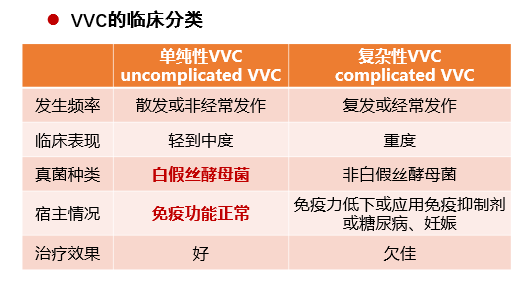 ● VVC的临床分类
单纯性VVC 复杂性VVC
uncomplicated VVC complicated VVC
发生频率 散发或非经常发作 复发或经常发作
临床表现 轻到中度 重度
真菌种类 白假丝酵母菌 非白假丝酵母菌
宿主情况 免疫功能正常 免疫力低下或应用免疫抑制剂
或糖尿病、妊娠
治疗效果 好 欠佳